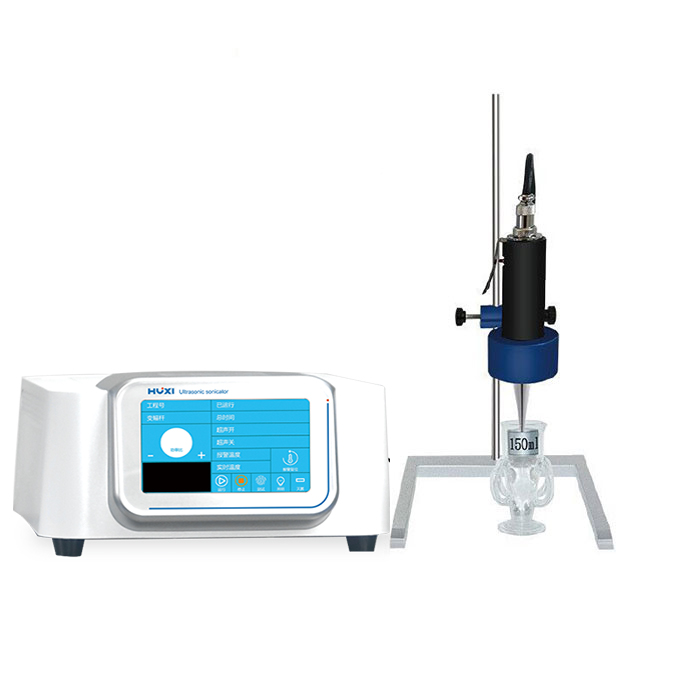 HUXI Ultrasonic sonicator
工程号
已运行
变幅杆
总时间
超声开
超声关
报警温度
实时温度
- +
150ml